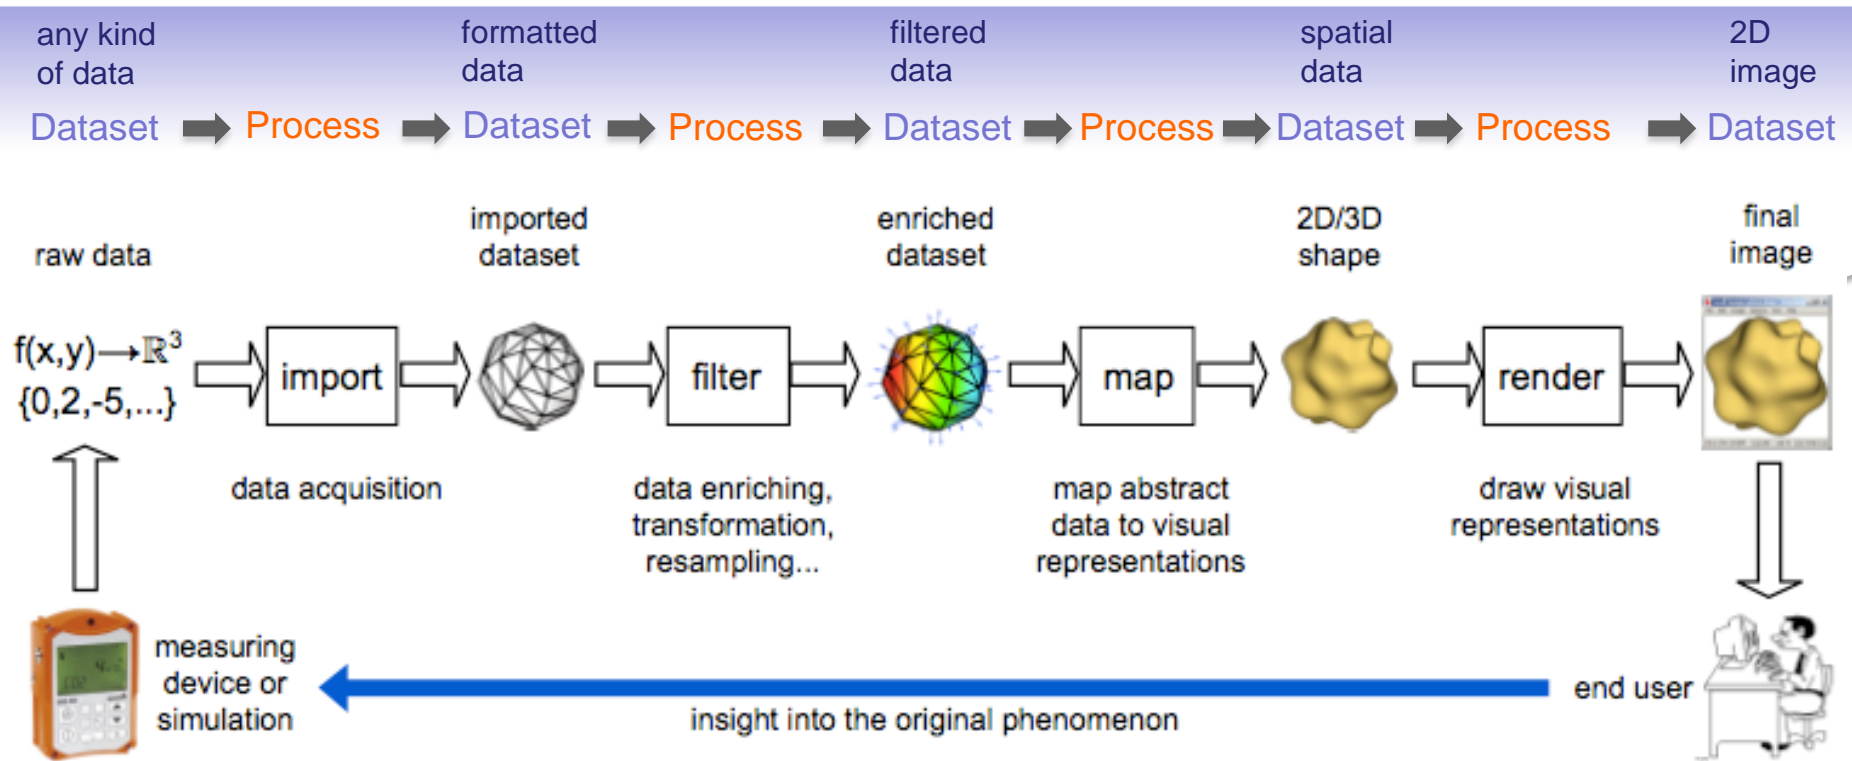 any kind
of data
formatted
data
filtered
data
spatial
data
2D
image
Dataset
Process
Dataset
Process
Dataset
Process
Dataset
Process
Dataset
raw data
imported
dataset
enriched
dataset
2D/3D
shape
final
image
f(x,y)→ℝ³
{0,2,-5,...}
import
filter
map
render
data acquisition
data enriching,
transformation,
resampling...
map abstract
data to visual
representations
draw visual
representations
measuring
device or
simulation
insight into the original phenomenon
end user